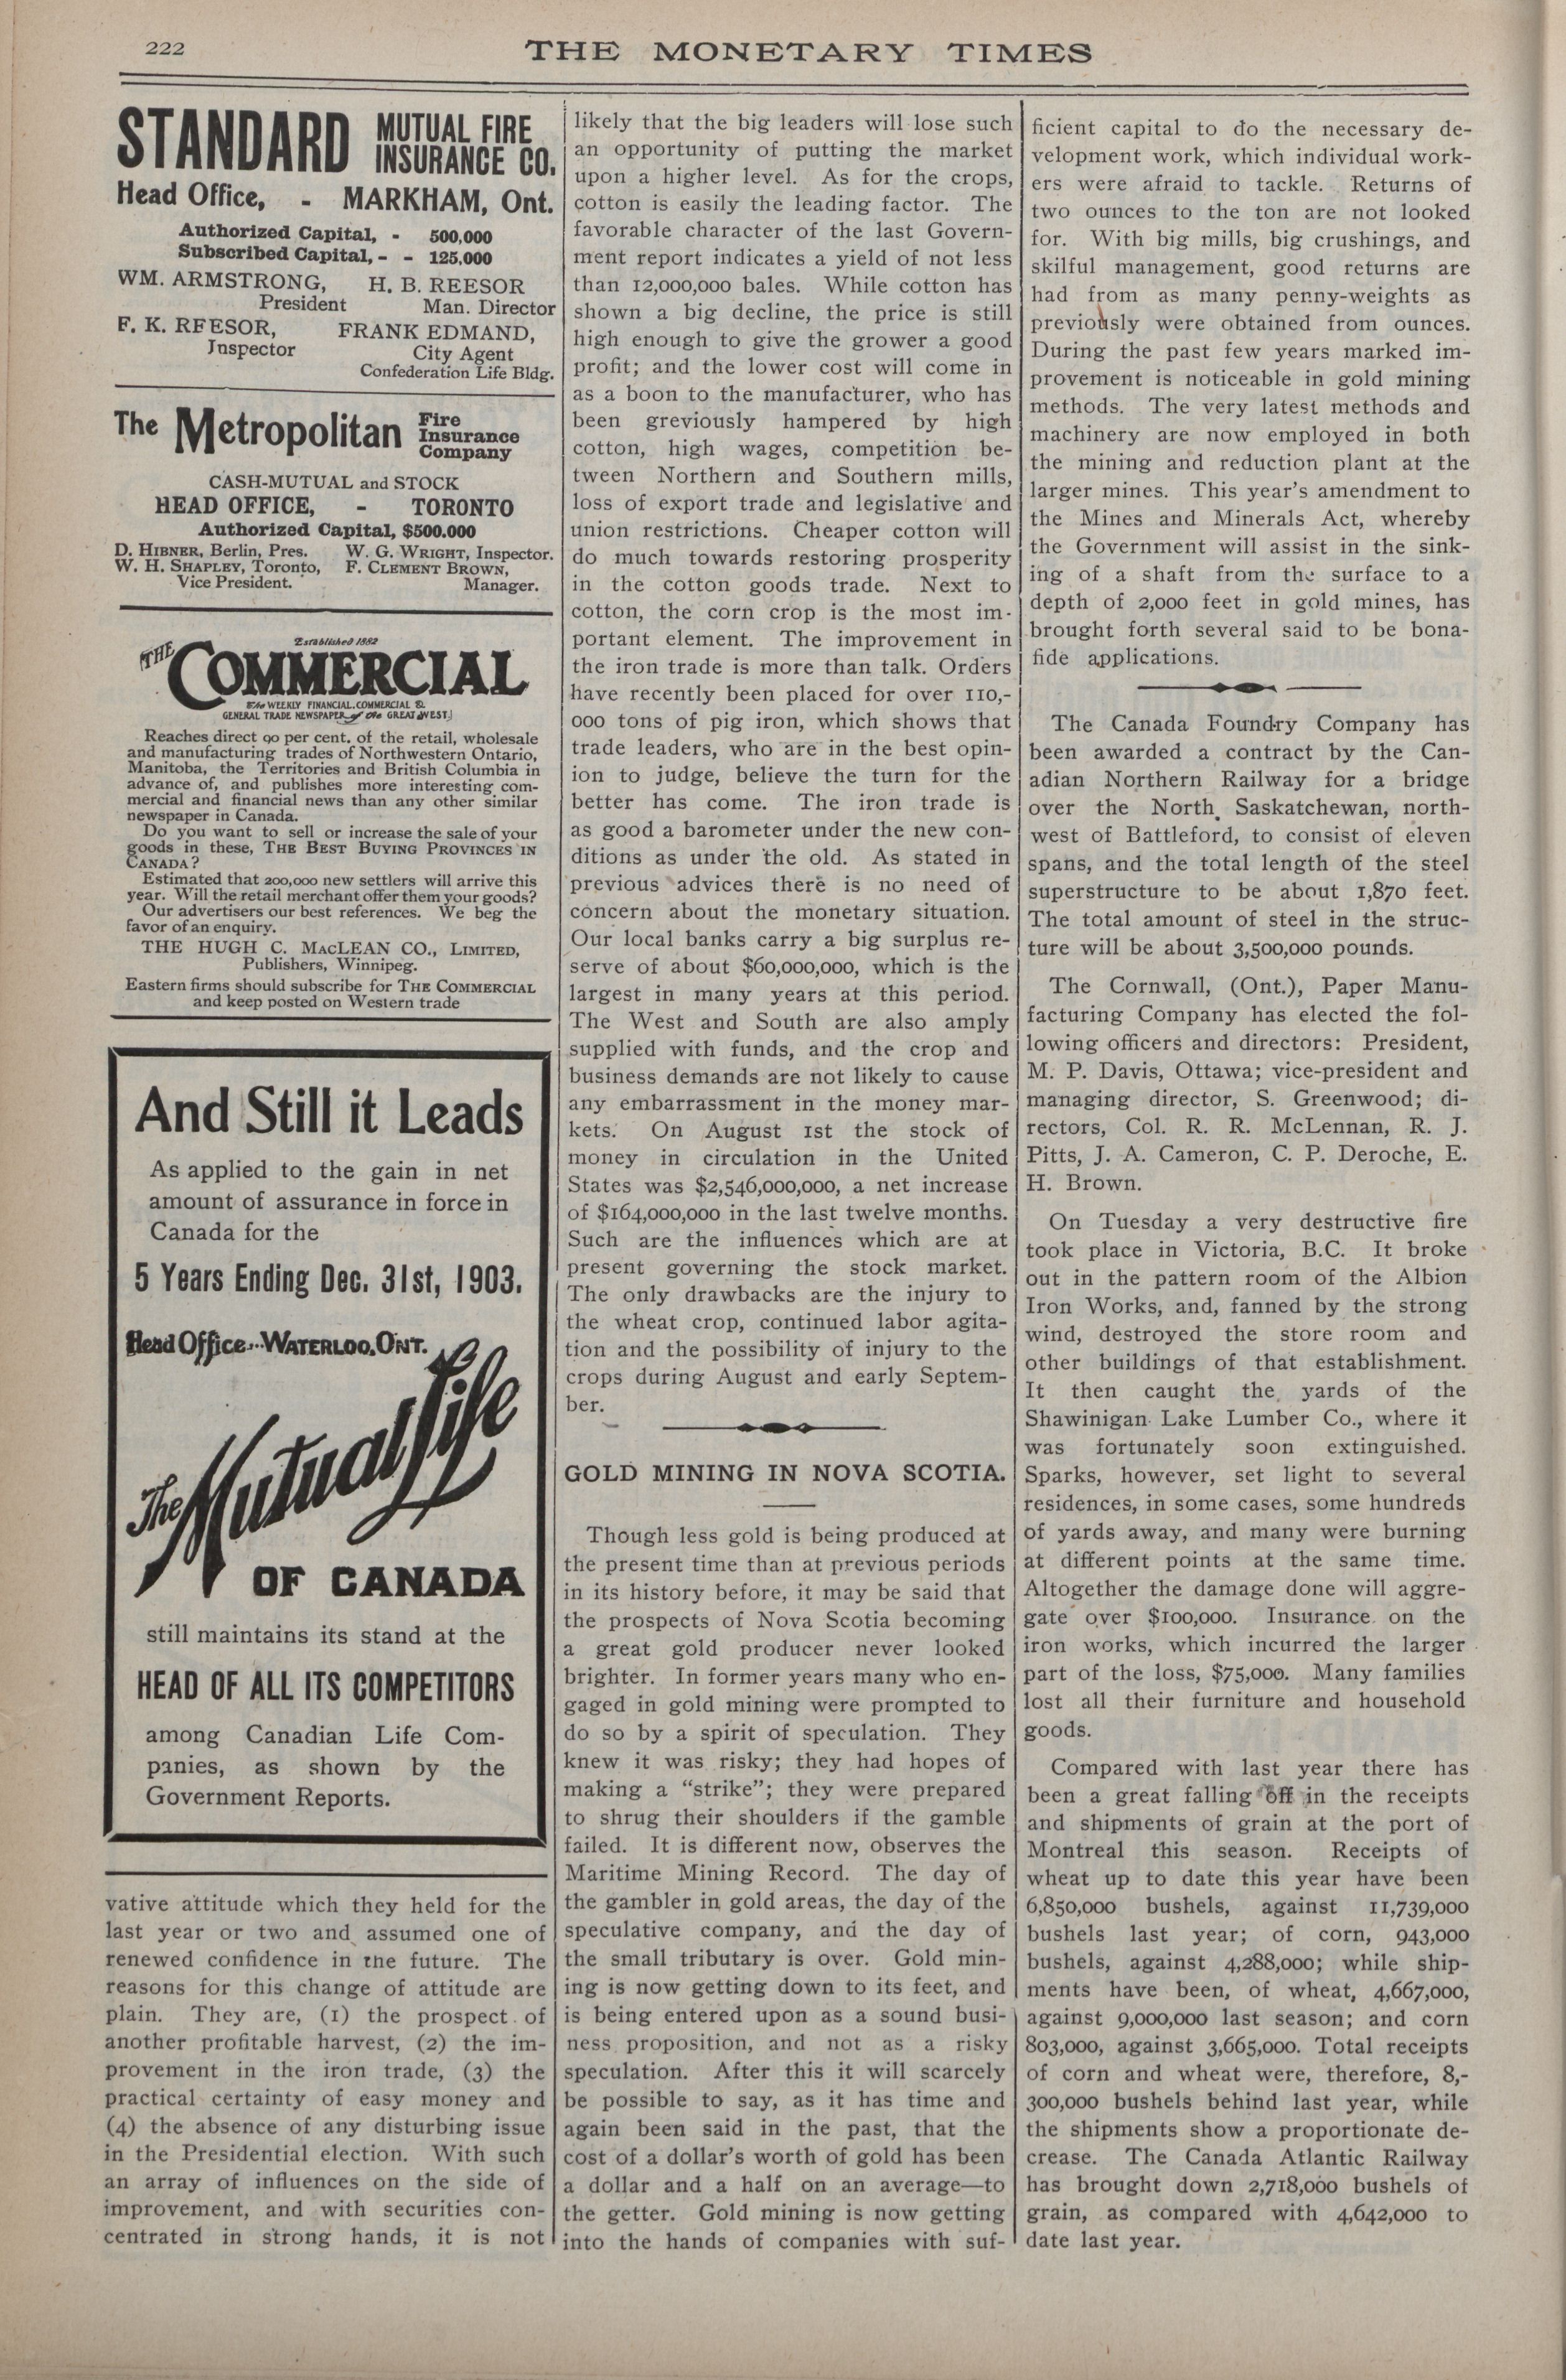 222
THE MONETARY TIMES
STANDARD MUTUAL FIRE
INSURANCE CO.
Head Office, - MARKHAM, Ont.
Authorized Capital, - 500,000
Subscribed Capital, - - 125,000
WM. ARMSTRONG, H. B. REESOR
President Man. Director
F. K. RFESOR, FRANK EDMAND,
Inspector City Agent
Confederation Life Bldg.
The Metropolitan Fire
Insurance
Company
CASH-MUTUAL and STOCK
HEAD OFFICE, - TORONTO
Authorized Capital, $500.000
D. HIBNER, Berlin, Pres. W. G. WRIGHT, Inspector.
W. H. SHAPLEY, Toronto, F. CLEMENT BROWN,
Vice President. Manager.
Established 1882
THE COMMERCIAL
The WEEKLY FINANCIAL, COMMERCIAL &
GENERAL TRADE NEWSPAPER of the GREAT WEST
Reaches direct 90 per cent. of the retail, wholesale
and manufacturing trades of Northwestern Ontario,
Manitoba, the Territories and British Columbia in
advance of, and publishes more interesting com-
mercial and financial news than any other similar
newspaper in Canada.
Do you want to sell or increase the sale of your
goods in these, THE BEST BUYING PROVINCES IN
CANADA?
Estimated that 200,000 new settlers will arrive this
year. Will the retail merchant offer them your goods?
Our advertisers our best references. We beg the
favor of an enquiry.
THE HUGH C. MACLEAN CO., LIMITED,
Publishers, Winnipeg.
Eastern firms should subscribe for THE COMMERCIAL
and keep posted on Western trade
And Still it Leads
As applied to the gain in net
amount of assurance in force in
Canada for the
5 Years Ending Dec. 31st, 1903.
Head Office... WATERLOO, ONT.
The Mutual Life
OF CANADA
still maintains its stand at the
HEAD OF ALL ITS COMPETITORS
among Canadian Life Com-
panies, as shown by the
Government Reports.
vative attitude which they held for the
last year or two and assumed one of
renewed confidence in the future. The
reasons for this change of attitude are
plain. They are, (1) the prospect of
another profitable harvest, (2) the im-
provement in the iron trade, (3) the
practical certainty of easy money and
(4) the absence of any disturbing issue
in the Presidential election. With such
an array of influences on the side of
improvement, and with securities con-
centrated in strong hands, it is not
likely that the big leaders will lose such
an opportunity of putting the market
upon a higher level. As for the crops,
cotton is easily the leading factor. The
favorable character of the last Govern-
ment report indicates a yield of not less
than 12,000,000 bales. While cotton has
shown a big decline, the price is still
high enough to give the grower a good
profit; and the lower cost will come in
as a boon to the manufacturer, who has
been greviously hampered by high
cotton, high wages, competition be-
tween Northern and Southern mills,
loss of export trade and legislative and
union restrictions. Cheaper cotton will
do much towards restoring prosperity
in the cotton goods trade. Next to
cotton, the corn crop is the most im-
portant element. The improvement in
the iron trade is more than talk. Orders
have recently been placed for over 110,-
000 tons of pig iron, which shows that
trade leaders, who are in the best opin-
ion to judge, believe the turn for the
better has come. The iron trade is
as good a barometer under the new con-
ditions as under the old. As stated in
previous advices there is no need of
concern about the monetary situation.
Our local banks carry a big surplus re-
serve of about $60,000,000, which is the
largest in many years at this period.
The West and South are also amply
supplied with funds, and the crop and
business demands are not likely to cause
any embarrassment in the money mar-
kets. On August 1st the stock of
money in circulation in the United
States was $2,546,000,000, a net increase
of $164,000,000 in the last twelve months.
Such are the influences which are at
present governing the stock market.
The only drawbacks are the injury to
the wheat crop, continued labor agita-
tion and the possibility of injury to the
crops during August and early Septem-
ber.
GOLD MINING IN NOVA SCOTIA.
Though less gold is being produced at
the present time than at previous periods
in its history before, it may be said that
the prospects of Nova Scotia becoming
a great gold producer never looked
brighter. In former years many who en-
gaged in gold mining were prompted to
do so by a spirit of speculation. They
knew it was risky; they had hopes of
making a "strike"; they were prepared
to shrug their shoulders if the gamble
failed. It is different now, observes the
Maritime Mining Record. The day of
the gambler in gold areas, the day of the
speculative company, and the day of
the small tributary is over. Gold min-
ing is now getting down to its feet, and
is being entered upon as a sound busi-
ness proposition, and not as a risky
speculation. After this it will scarcely
be possible to say, as it has time and
again been said in the past, that the
cost of a dollar's worth of gold has been
a dollar and a half on an average—to
the getter. Gold mining is now getting
into the hands of companies with suf-
ficient capital to do the necessary de-
velopment work, which individual work-
ers were afraid to tackle. Returns of
two ounces to the ton are not looked
for. With big mills, big crushings, and
skilful management, good returns are
had from as many penny-weights as
previously were obtained from ounces.
During the past few years marked im-
provement is noticeable in gold mining
methods. The very latest methods and
machinery are now employed in both
the mining and reduction plant at the
larger mines. This year's amendment to
the Mines and Minerals Act, whereby
the Government will assist in the sink-
ing of a shaft from the surface to a
depth of 2,000 feet in gold mines, has
brought forth several said to be bona-
fide applications.
The Canada Foundry Company has
been awarded a contract by the Can-
adian Northern Railway for a bridge
over the North Saskatchewan, north-
west of Battleford, to consist of eleven
spans, and the total length of the steel
superstructure to be about 1,870 feet.
The total amount of steel in the struc-
ture will be about 3,500,000 pounds.
The Cornwall, (Ont.), Paper Manu-
facturing Company has elected the fol-
lowing officers and directors: President,
M. P. Davis, Ottawa; vice-president and
managing director, S. Greenwood; di-
rectors, Col. R. R. McLennan, R. J.
Pitts, J. A. Cameron, C. P. Deroche, E.
H. Brown.
On Tuesday a very destructive fire
took place in Victoria, B.C. It broke
out in the pattern room of the Albion
Iron Works, and, fanned by the strong
wind, destroyed the store room and
other buildings of that establishment.
It then caught the yards of the
Shawinigan Lake Lumber Co., where it
was fortunately soon extinguished.
Sparks, however, set light to several
residences, in some cases, some hundreds
of yards away, and many were burning
at different points at the same time.
Altogether the damage done will aggre-
gate over $100,000. Insurance on the
iron works, which incurred the larger
part of the loss, $75,000. Many families
lost all their furniture and household
goods.
Compared with last year there has
been a great falling off in the receipts
and shipments of grain at the port of
Montreal this season. Receipts of
wheat up to date this year have been
6,850,000 bushels, against 11,739,000
bushels last year; of corn, 943,000
bushels, against 4,288,000; while ship-
ments have been, of wheat, 4,667,000,
against 9,000,000 last season; and corn
803,000, against 3,665,000. Total receipts
of corn and wheat were, therefore, 8,-
300,000 bushels behind last year, while
the shipments show a proportionate de-
crease. The Canada Atlantic Railway
has brought down 2,718,000 bushels of
grain, as compared with 4,642,000 to
date last year.